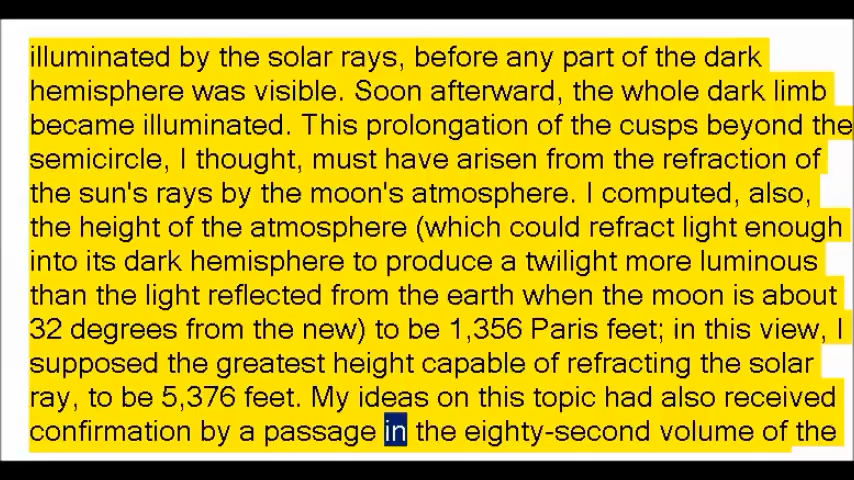 illuminated by the solar rays, before any part of the dark
hemisphere was visible. Soon afterward, the whole dark limb
became illuminated. This prolongation of the cusps beyond the
semicircle, I thought, must have arisen from the refraction of
the sun's rays by the moon's atmosphere. I computed, also,
the height of the atmosphere (which could refract light enough
into its dark hemisphere to produce a twilight more luminous
than the light reflected from the earth when the moon is about
32 degrees from the new) to be 1,356 Paris feet; in this view, I
supposed the greatest height capable of refracting the solar
ray, to be 5,376 feet. My ideas on this topic had also received
confirmation by a passage in the eighty-second volume of the